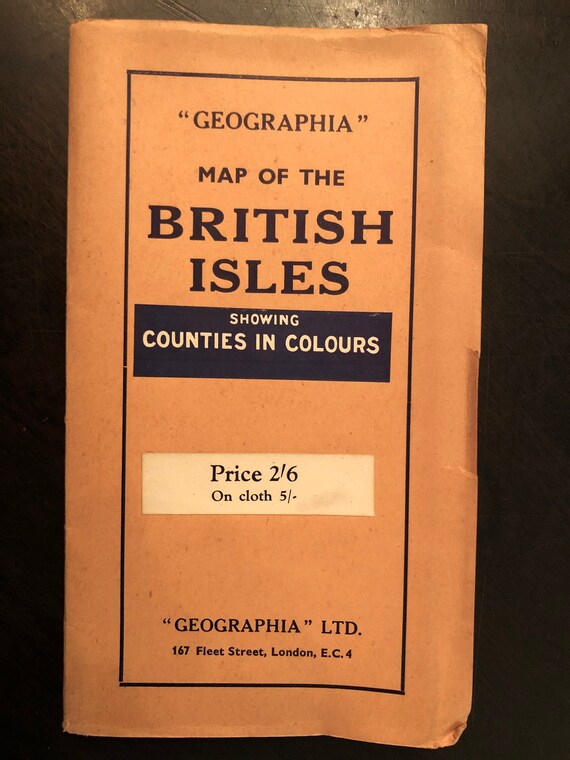 "GEOGRAPHIA"
MAP OF THE
BRITISH
ISLES
SHOWING
COUNTIES IN COLOURS
Price 2/6
On cloth 5/-
"GEOGRAPHIA" LTD.
167 Fleet Street, London, E.C.4